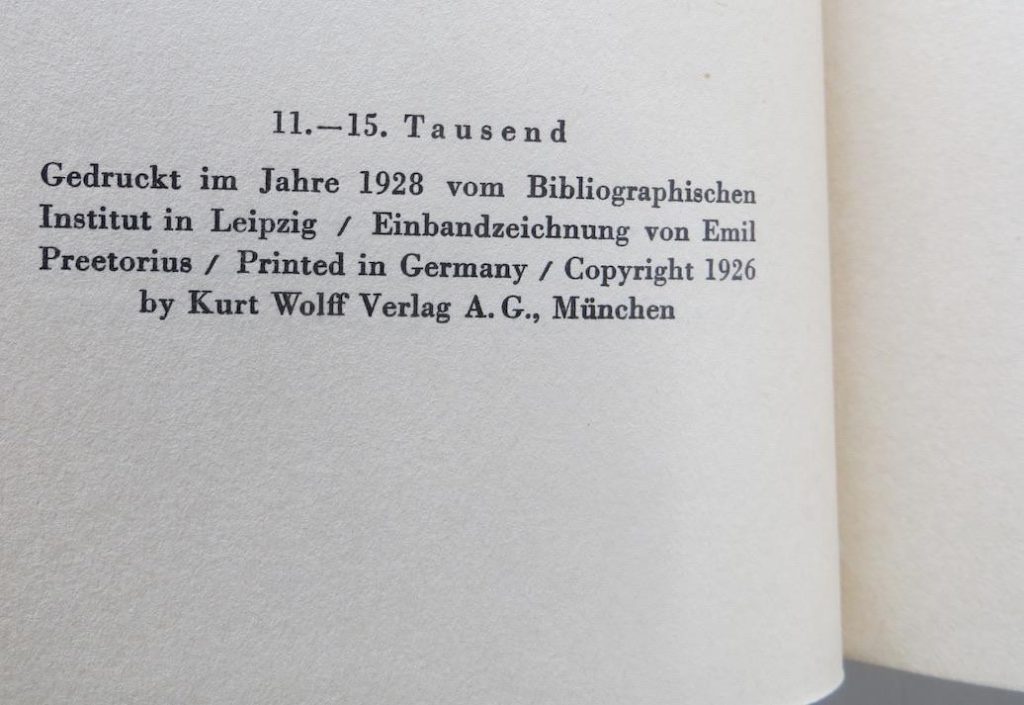 11.—15. Tausend
Gedruckt im Jahre 1928 vom Bibliographischen
Institut in Leipzig / Einbandzeichnung von Emil
Preetorius / Printed in Germany / Copyright 1926
by Kurt Wolff Verlag A. G., München